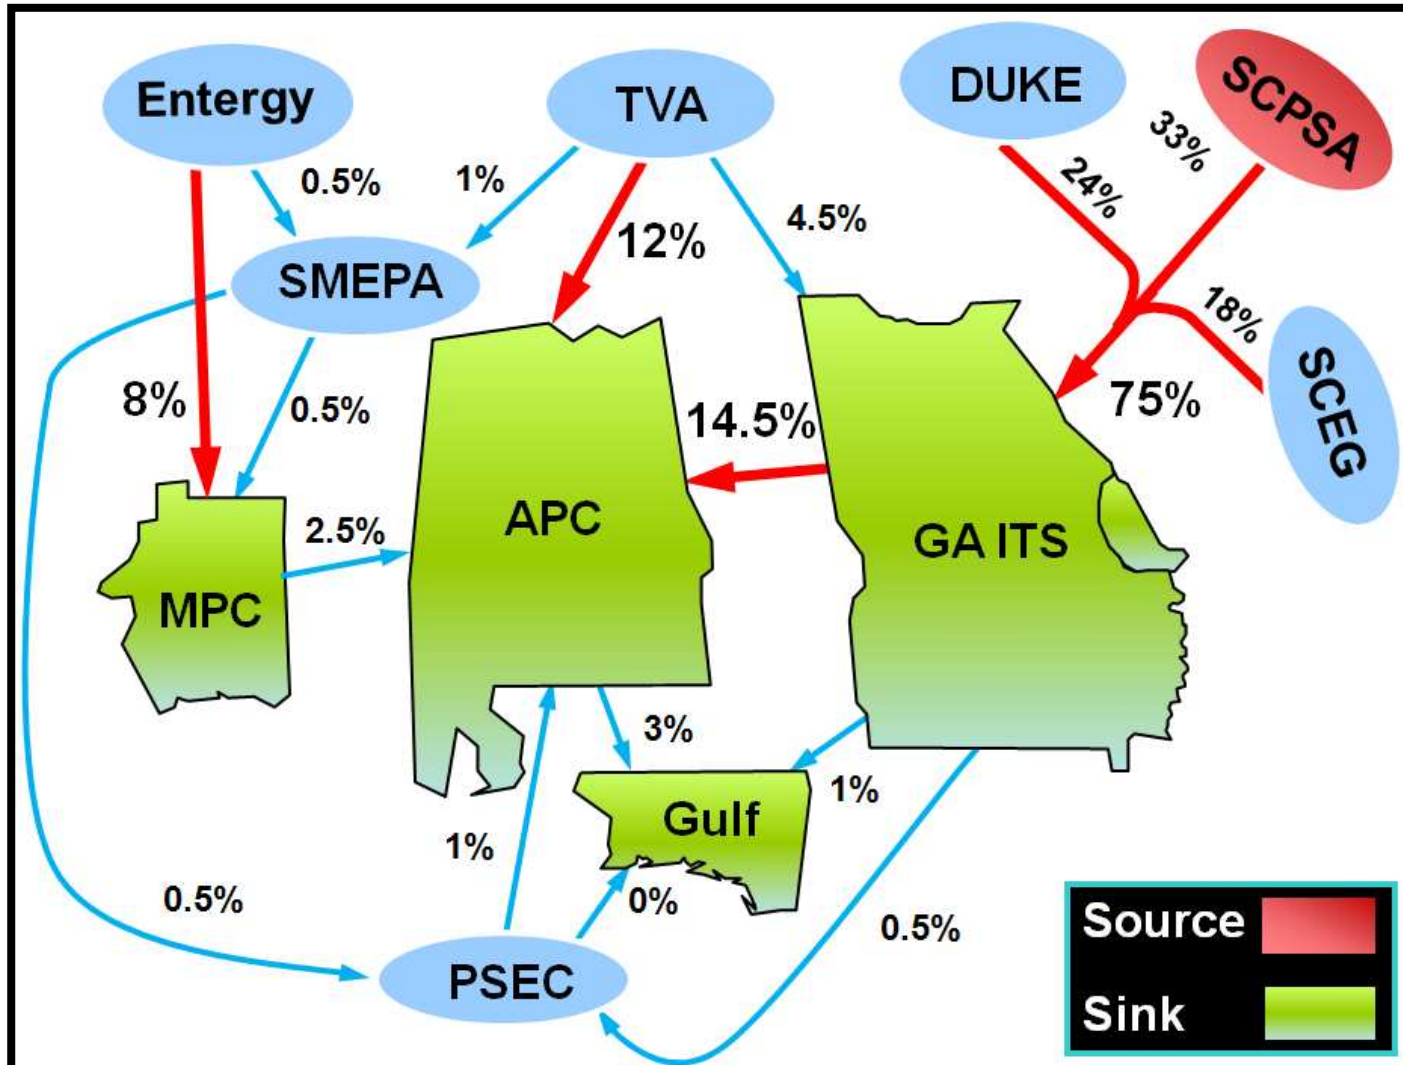 Entergy
TVA
DUKE
SCPSA
33%
24%
0.5%
1%
4.5%
12%
SMEPA
18%
SCEG
8%
0.5%
14.5%
75%
2.5%
APC
GA ITS
MPC
3%
1%
Gulf
1%
0.5%
0%
0.5%
PSEC
Source
Sink